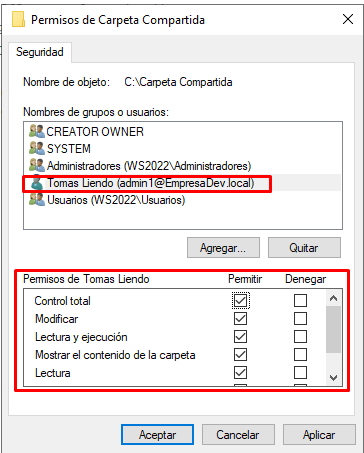 Permisos de Carpeta Compartida
Seguridad
Nombre de objeto: C:\Carpeta Compartida
Nombres de grupos o usuarios:
CREATOR OWNER
SYSTEM
Administradores (WS2022\Administradores)
Tomas Liendo (admin1@EmpresaDev.local)
Usuarios (WS2022\Usuarios)
Agregar... Quitar
Permisos de Tomas Liendo Permitir Denegar
Control total
Modificar
Lectura y ejecución
Mostrar el contenido de la carpeta
Lectura
Aceptar Cancelar Aplicar